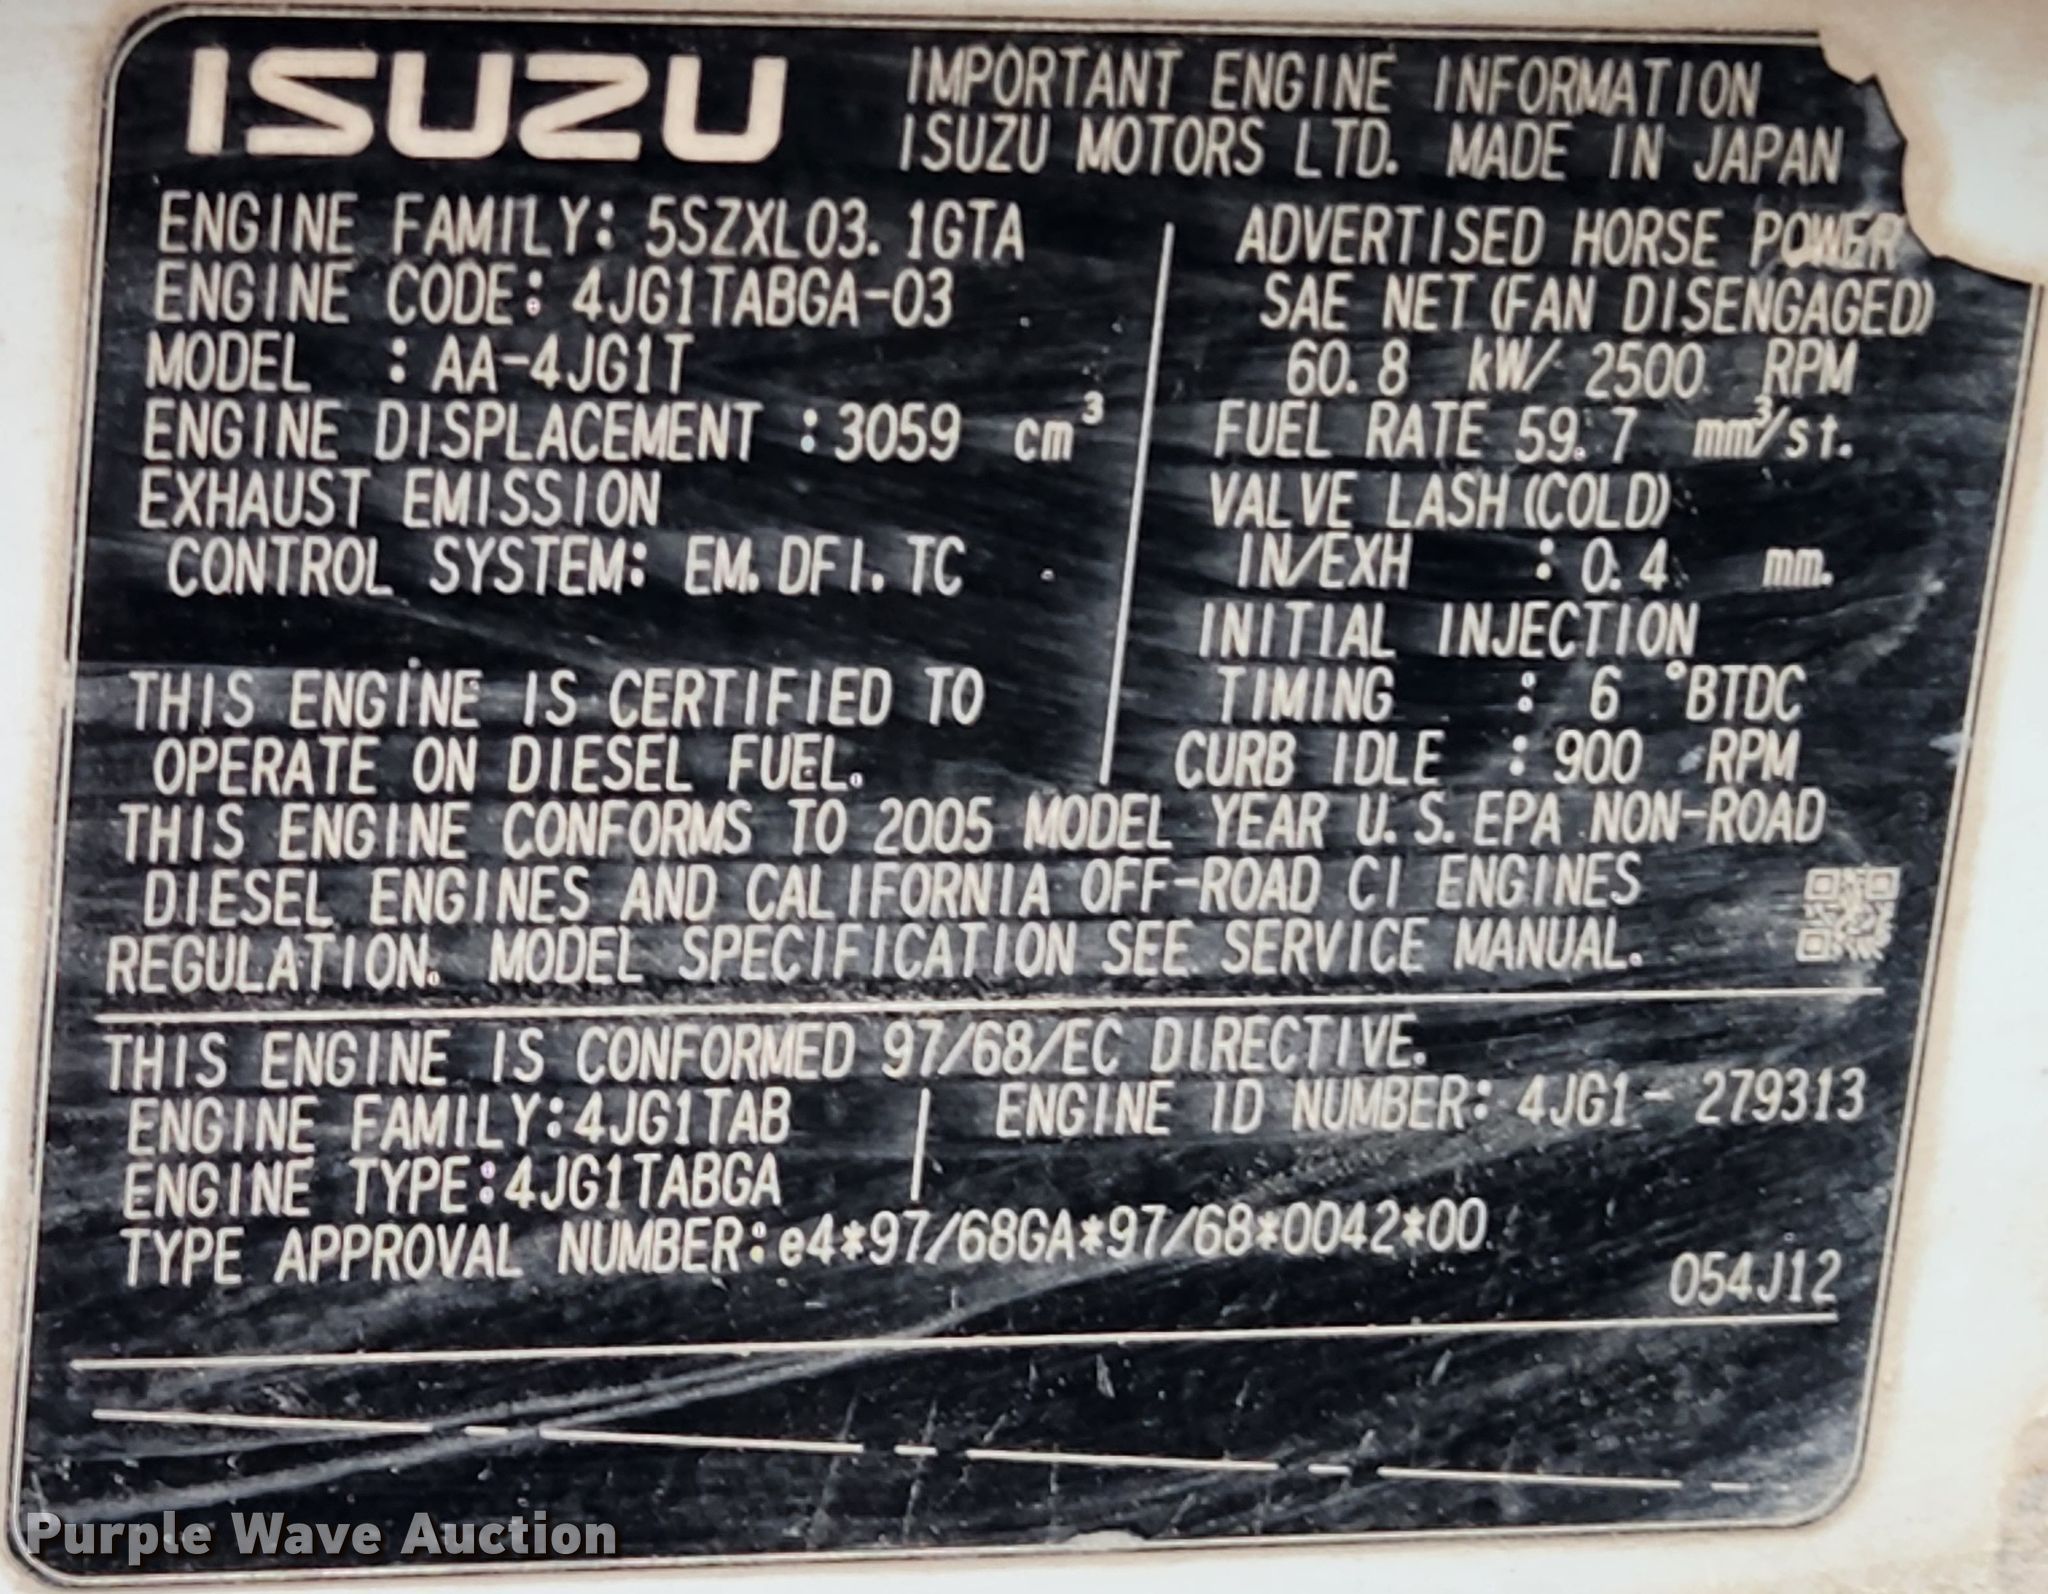 ISUZU
IMPORTANT ENGINE INFORMATION
ISUZU MOTORS LTD. MADE IN JAPAN
ENGINE FAMILY: 5SZXL03.1GTA
ENGINE CODE: 4JG1TABGA-03
MODEL : AA-4JG1T
ENGINE DISPLACEMENT : 3059 cm³
EXHAUST EMISSION
CONTROL SYSTEM: EM.DFI.TC
THIS ENGINE IS CERTIFIED TO
OPERATE ON DIESEL FUEL.
ADVERTISED HORSE POWER
SAE NET (FAN DISENGAGED)
60.8 kW/ 2500 RPM
FUEL RATE 59.7 mm³/st.
VALVE LASH (COLD)
IN/EXH : 0.4 mm.
INITIAL INJECTION
TIMING : 6 °BTDC
CURB IDLE : 900 RPM
THIS ENGINE CONFORMS TO 2005 MODEL YEAR U.S.EPA NON-ROAD
DIESEL ENGINES AND CALIFORNIA OFF-ROAD CI ENGINES
REGULATION. MODEL SPECIFICATION SEE SERVICE MANUAL.
THIS ENGINE IS CONFORMED 97/68/EC DIRECTIVE.
ENGINE FAMILY:4JG1TAB
ENGINE ID NUMBER: 4JG1- 279313
ENGINE TYPE:4JG1TABGA
TYPE APPROVAL NUMBER:e4*97/68GA*97/68*0042*00
054J12
Purple Wave Auction